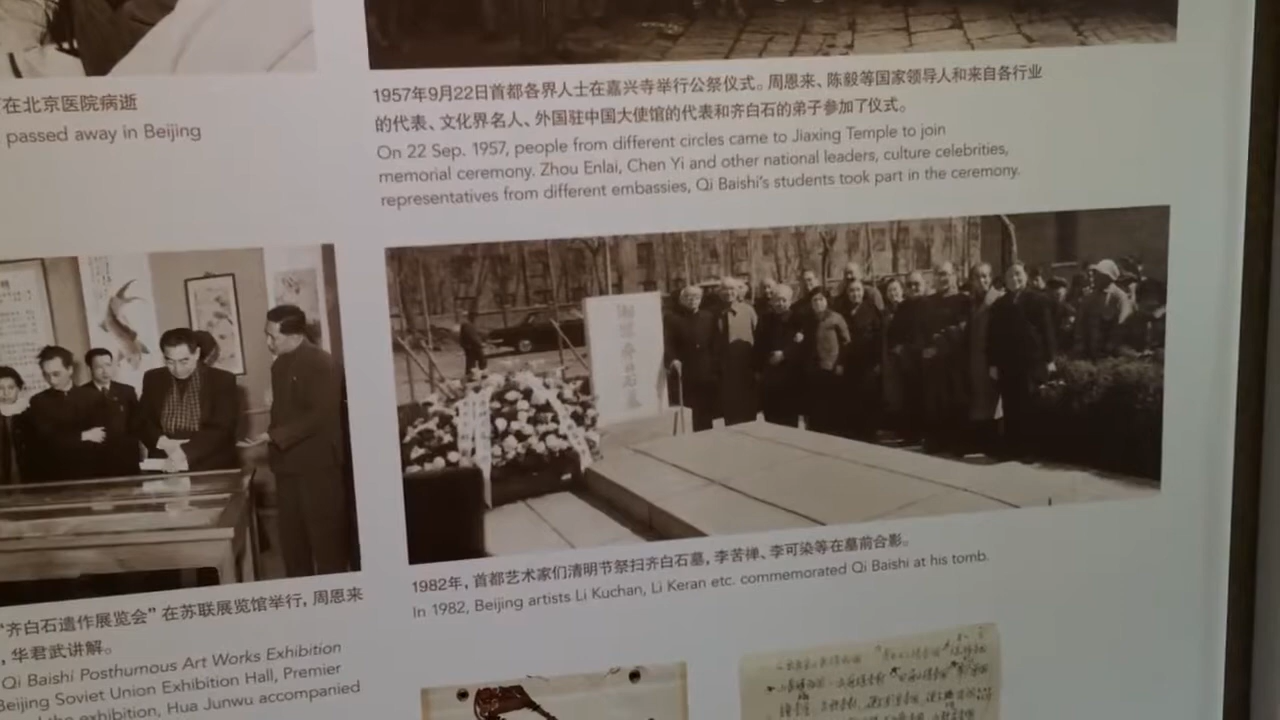 在北京医院病逝
passed away in Beijing
1957年9月22日首都各界人士在嘉兴寺举行公祭仪式。周恩来、陈毅等国家领导人和来自各行业
的代表、文化界名人、外国驻中国大使馆的代表和齐白石的弟子参加了仪式。
On 22 Sep. 1957, people from different circles came to Jiaxing Temple to join
memorial ceremony. Zhou Enlai, Chen Yi and other national leaders, culture celebrities,
representatives from different embassies, Qi Baishi's students took part in the ceremony.
1982年，首都艺术家们清明节祭扫齐白石墓，李苦禅、李可染等在墓前合影。
In 1982, Beijing artists Li Kuchan, Li Keran etc. commemorated Qi Baishi at his tomb.
“齐白石遗作展览会”在苏联展览馆举行，周恩来
，华君武讲解。
Qi Baishi Posthumous Art Works Exhibition
Beijing Soviet Union Exhibition Hall, Premier
the exhibition, Hua Junwu accompanied